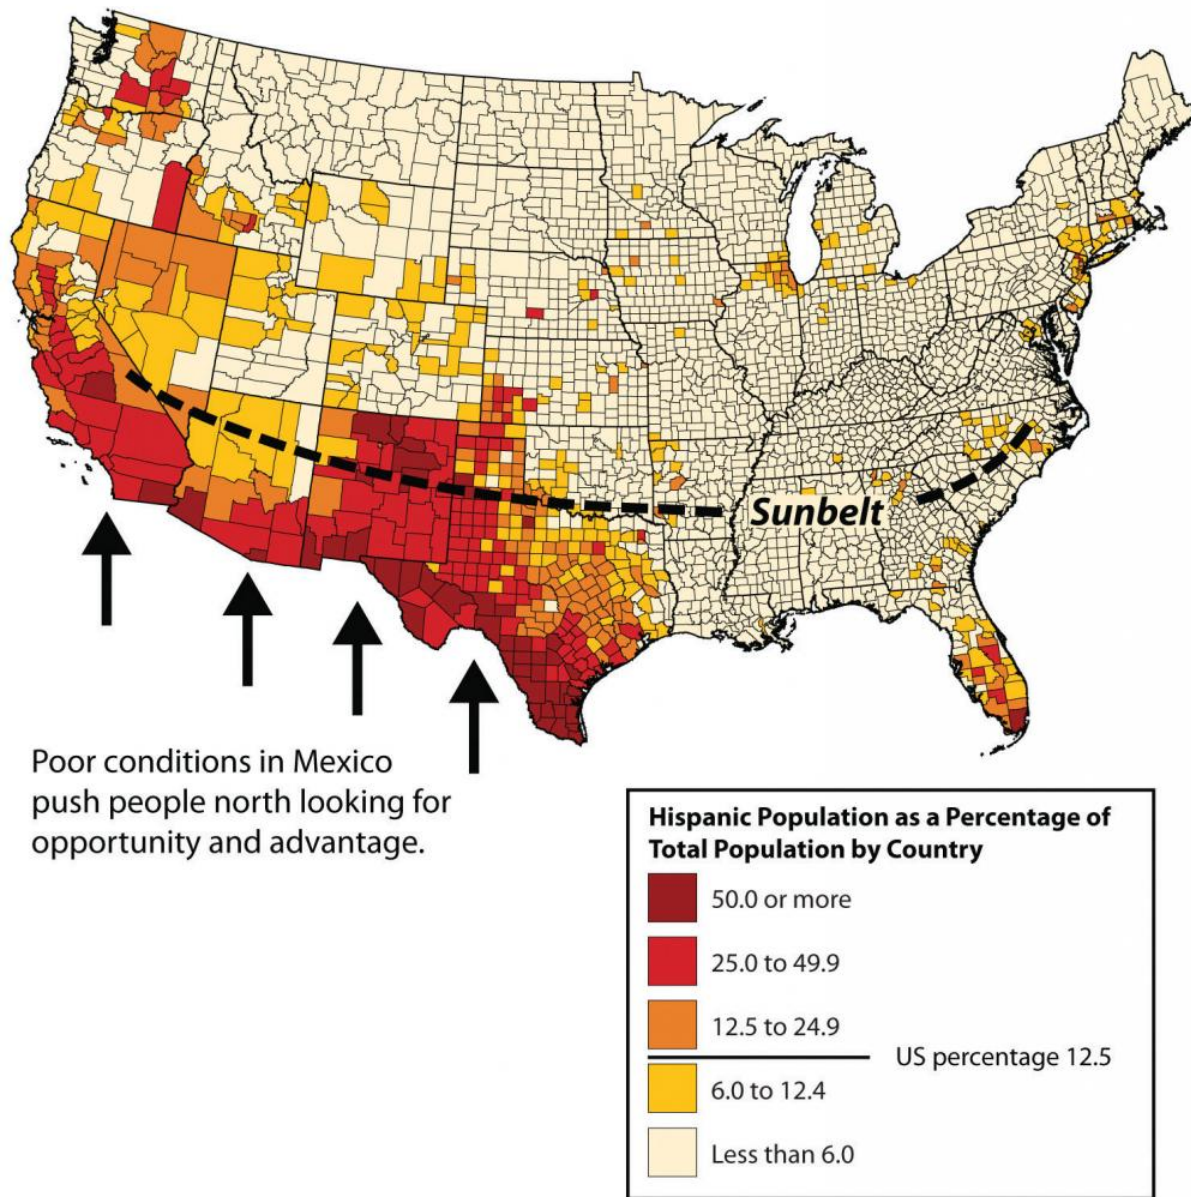 Sunbelt
Poor conditions in Mexico
push people north looking for
opportunity and advantage.
Hispanic Population as a Percentage of
Total Population by Country
50.0 or more
25.0 to 49.9
12.5 to 24.9
US percentage 12.5
6.0 to 12.4
Less than 6.0